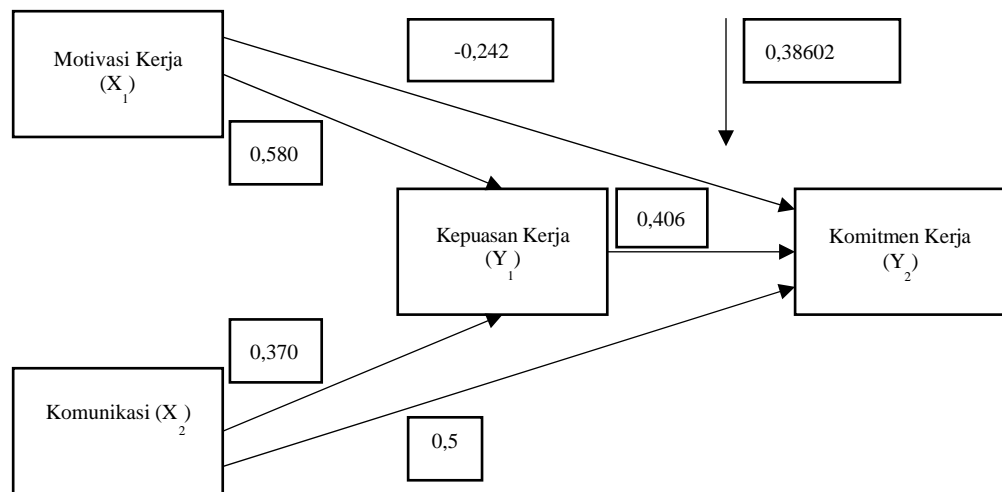 Motivasi Kerja
(X₁)
-0,242
0,38602
0,580
Kepuasan Kerja
(Y₁)
0,406
Komitmen Kerja
(Y₂)
0,370
Komunikasi (X₂)
0,5